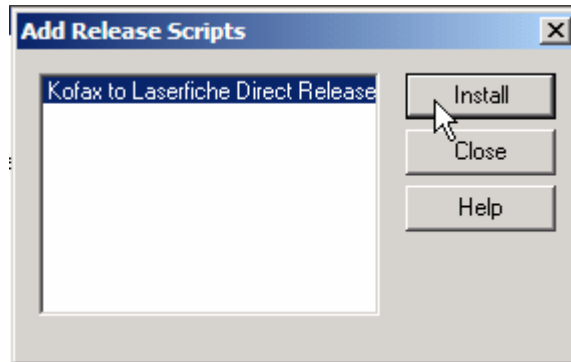 Add Release Scripts
Kofax to Laserfiche Direct Release
Install
Close
Help